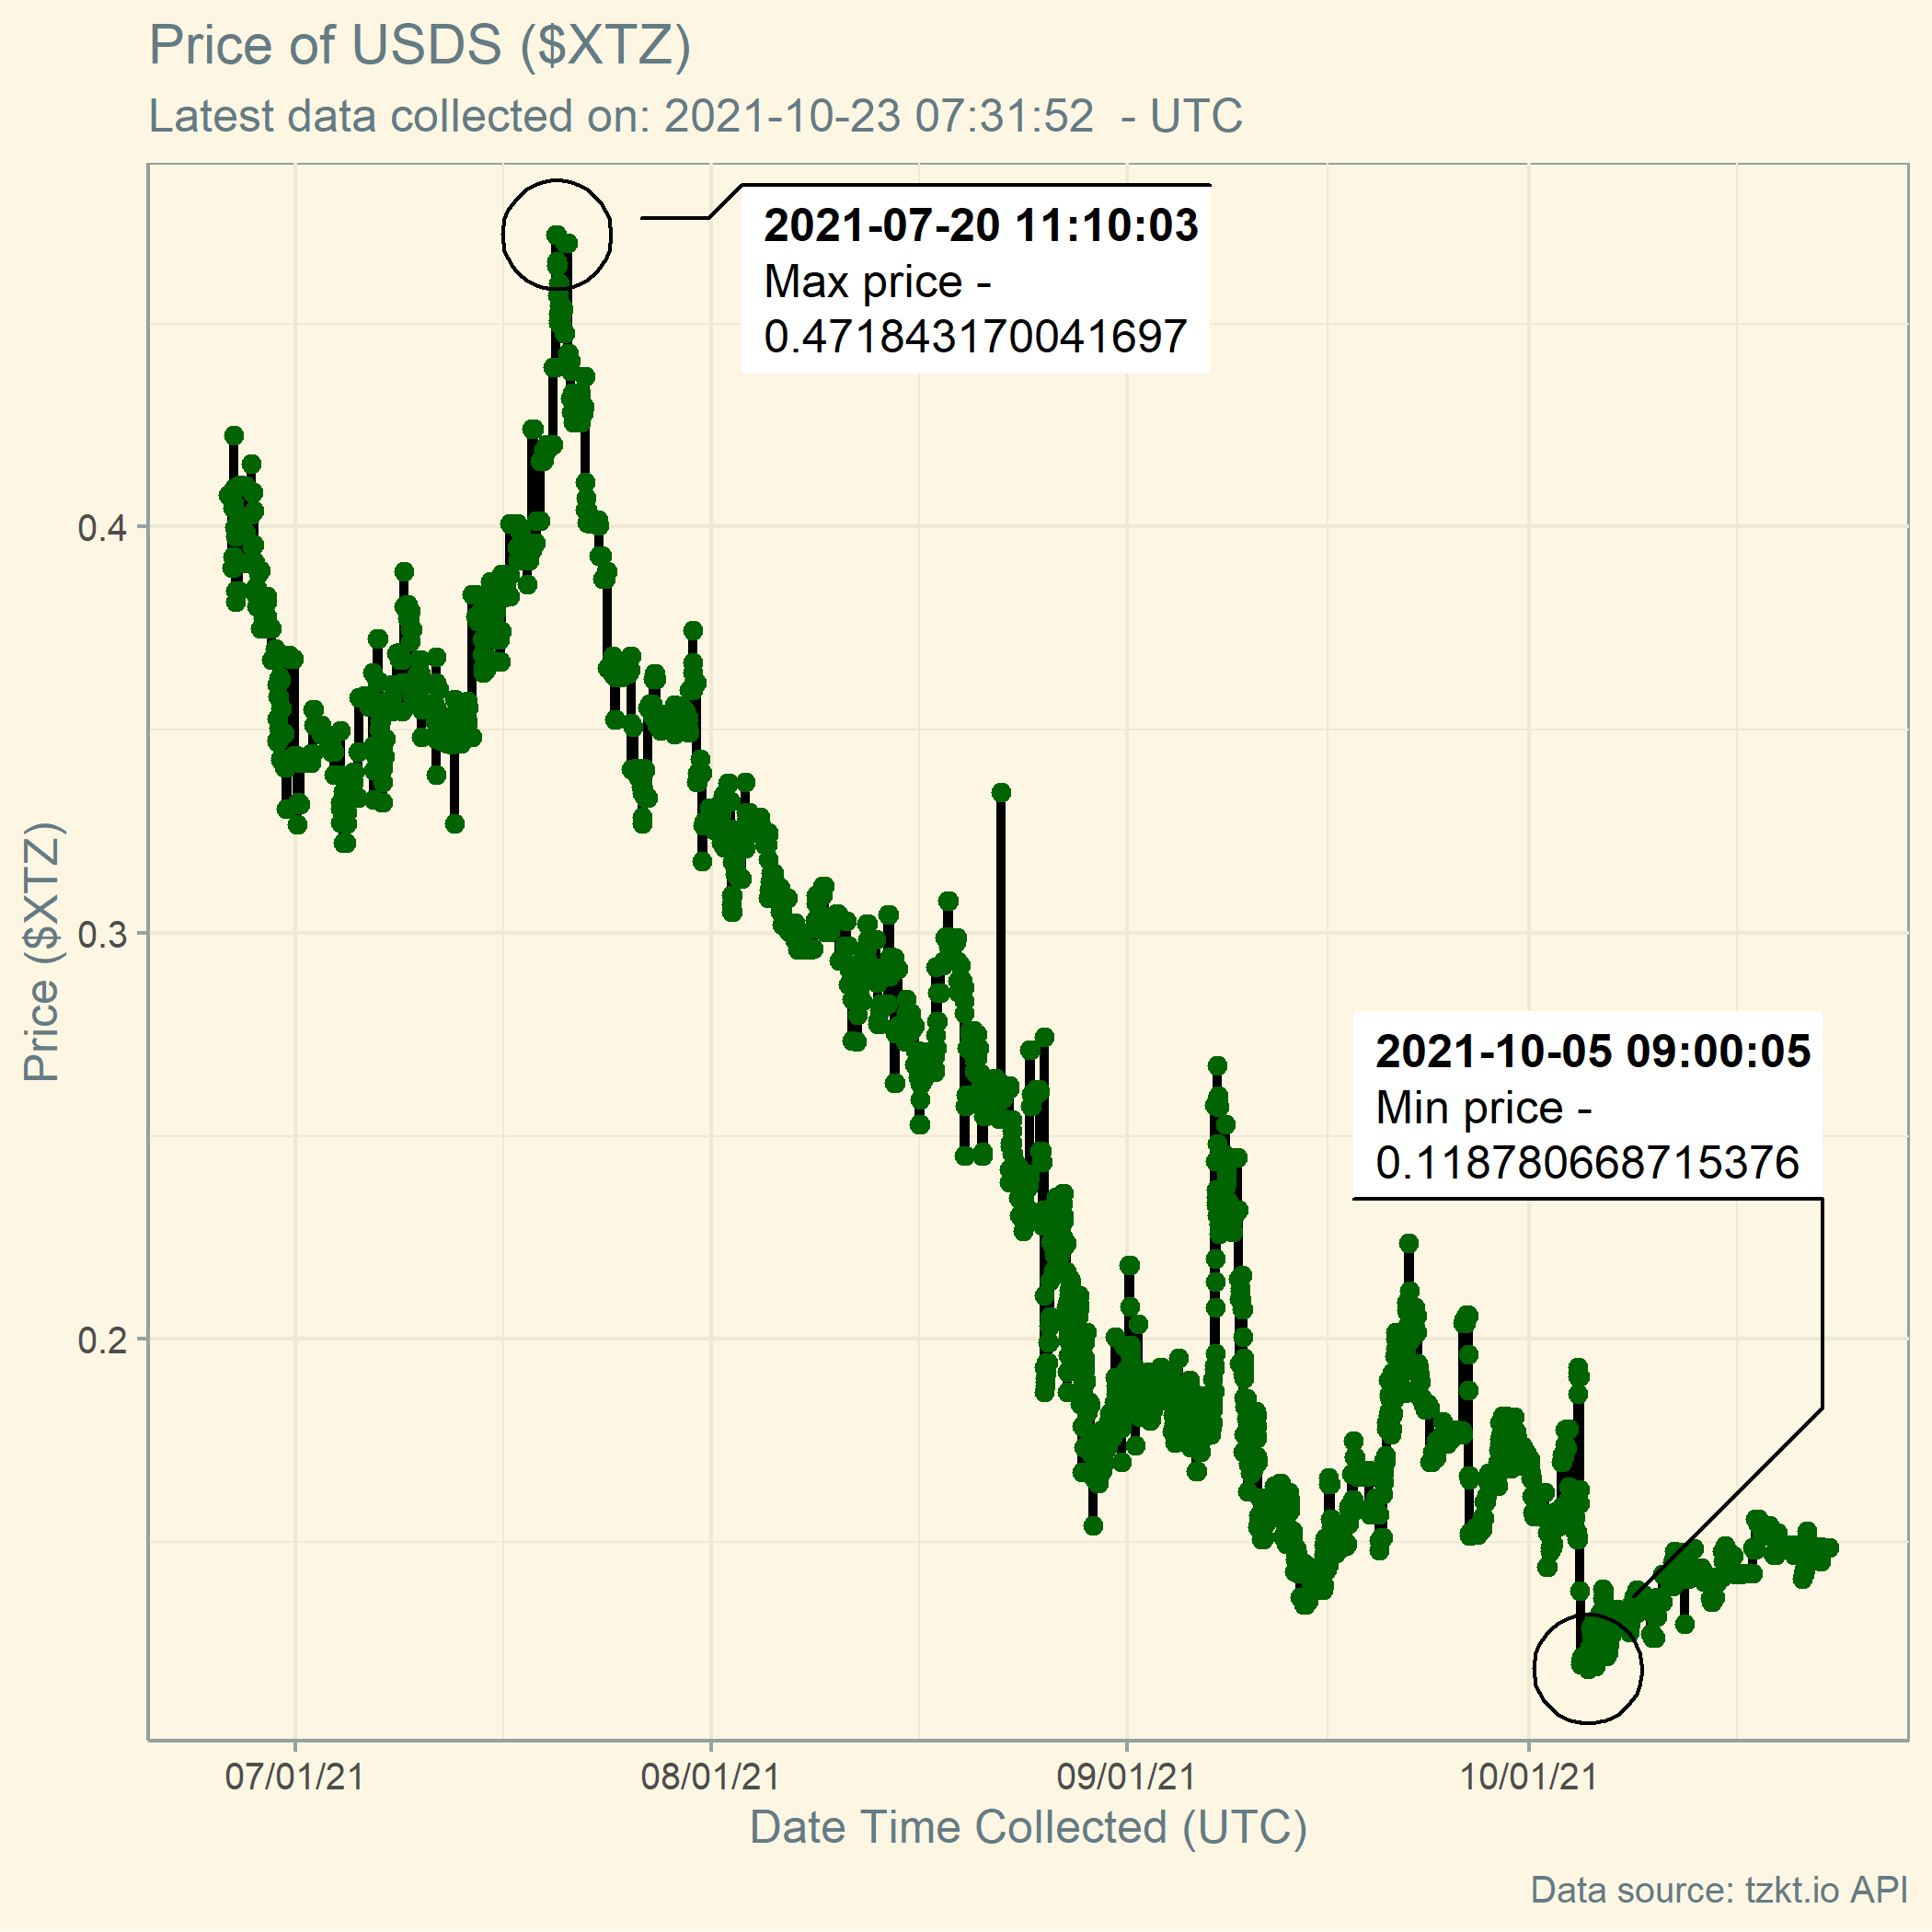 Price of USDS ($XTZ)
Latest data collected on: 2021-10-23 07:31:52  - UTC
2021-07-20 11:10:03
Max price -
0.471843170041697
0.4
0.3
0.2
Price ($XTZ)
2021-10-05 09:00:05
Min price -
0.118780668715376
07/01/21
08/01/21
09/01/21
10/01/21
Date Time Collected (UTC)
Data source: tzkt.io API